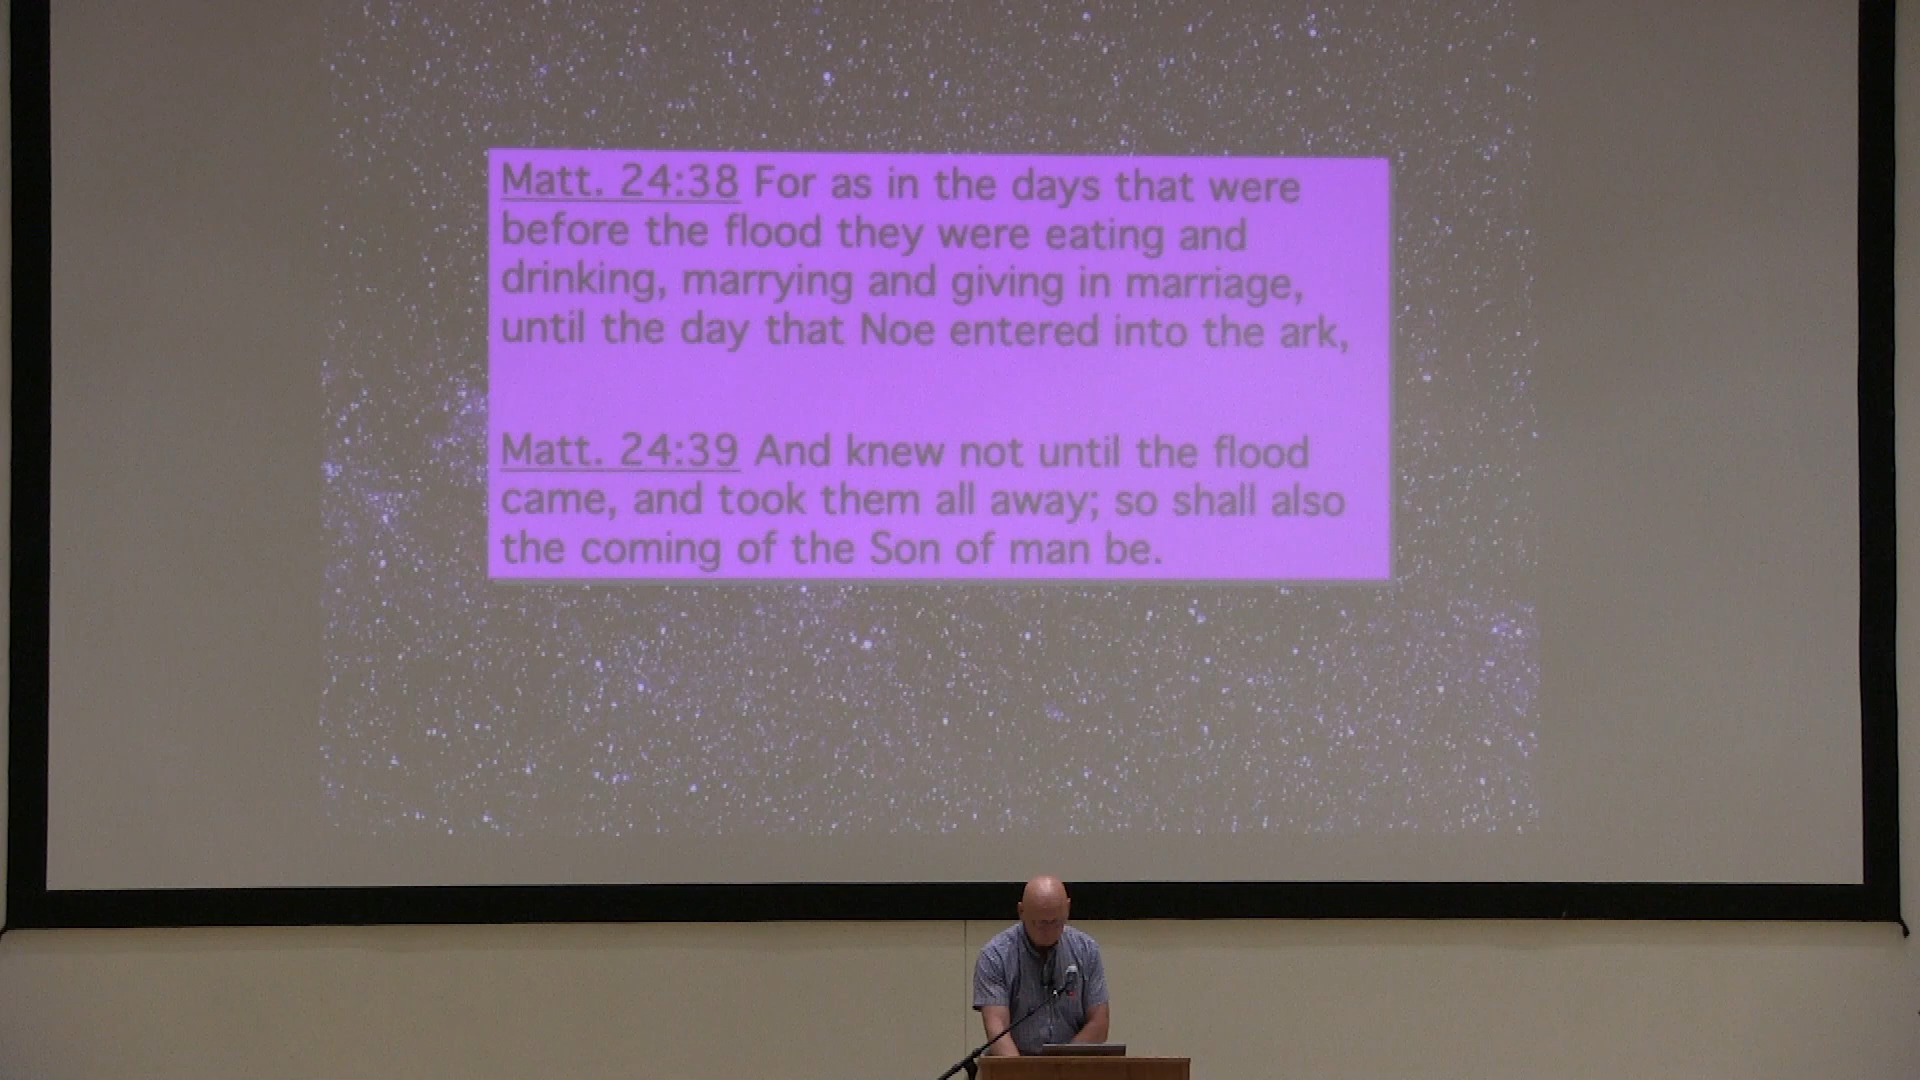 Matt. 24:38 For as in the days that were
before the flood they were eating and
drinking, marrying and giving in marriage,
until the day that Noe entered into the ark,
Matt. 24:39 And knew not until the flood
came, and took them all away; so shall also
the coming of the Son of man be.